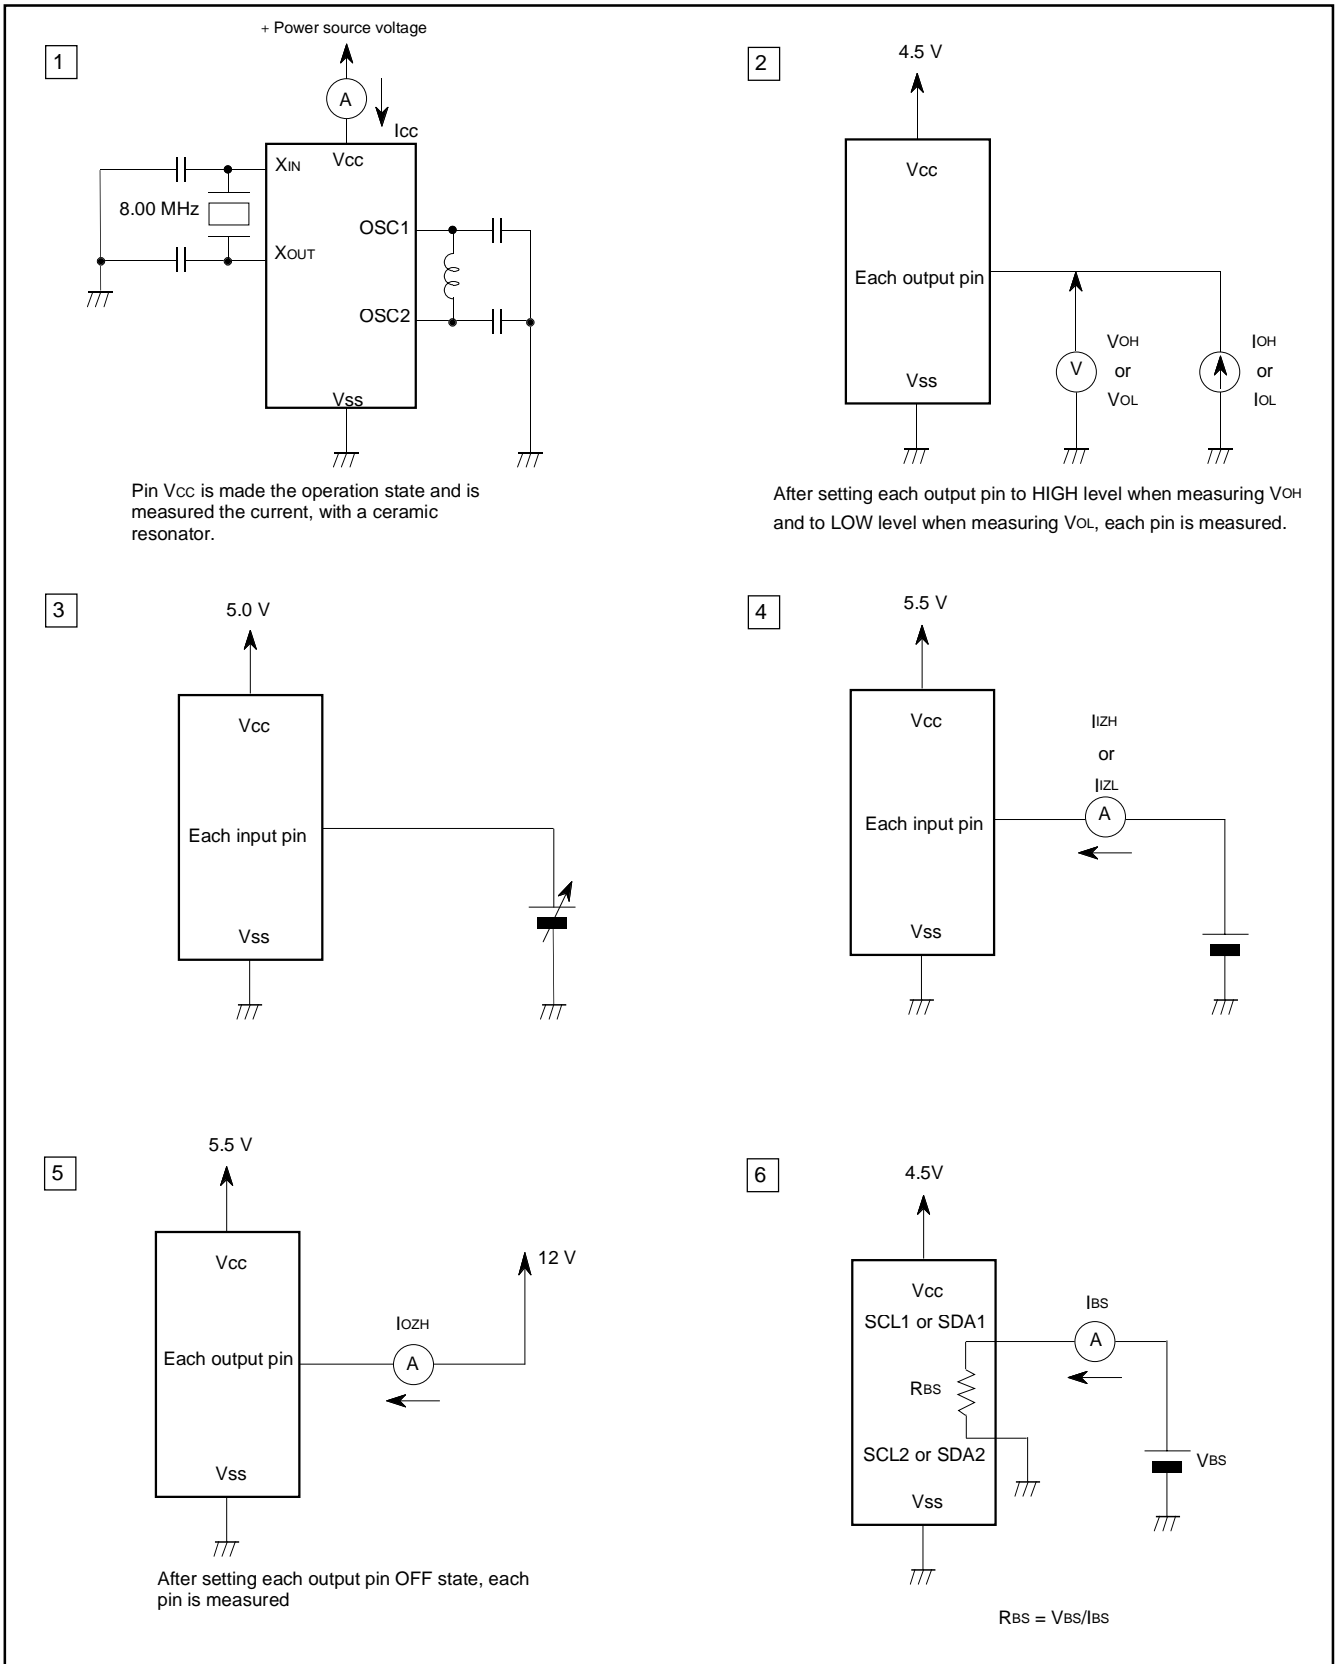 1
+ Power source voltage
A
Icc
XIN
Vcc
8.00 MHz
OSC1
XOUT
OSC2
Vss
Pin VCC is made the operation state and is
measured the current, with a ceramic
resonator.
2
4.5 V
Vcc
Each output pin
VOH
or
VOL
V
IOH
or
IOL
Vss
After setting each output pin to HIGH level when measuring VOH
and to LOW level when measuring VOL, each pin is measured.
3
5.0 V
Vcc
Each input pin
Vss
4
5.5 V
Vcc
IIZH
or
IIZL
A
Each input pin
Vss
5
5.5 V
Vcc
12 V
IOZH
Each output pin
A
Vss
After setting each output pin OFF state, each
pin is measured
6
4.5V
Vcc
SCL1 or SDA1
IBS
A
RBS
SCL2 or SDA2
VBS
Vss
RBS = VBS/IBS